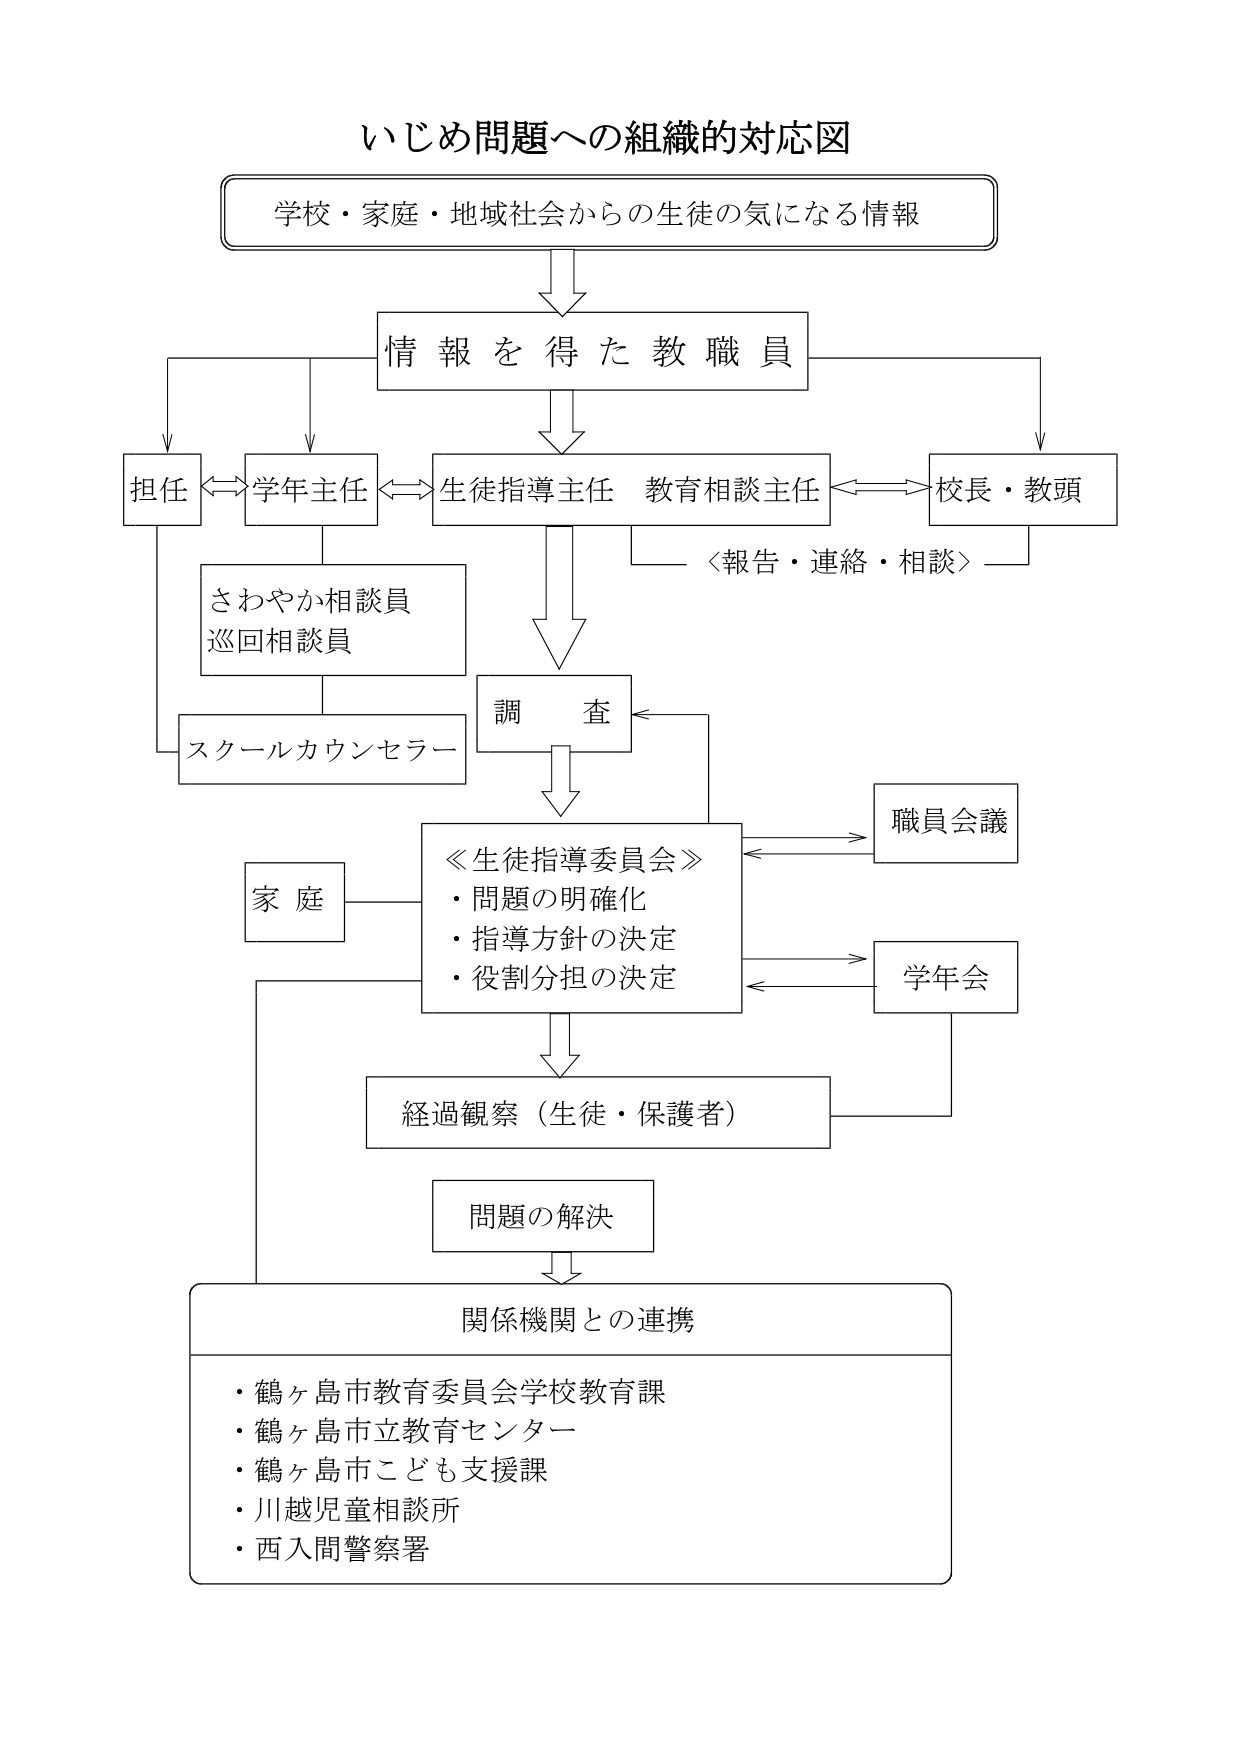 いじめ問題への組織的対応図
学校・家庭・地域社会からの生徒の気になる情報
情報を得た教職員
担任
学年主任
生徒指導主任　教育相談主任
校長・教頭
〈報告・連絡・相談〉
さわやか相談員
巡回相談員
スクールカウンセラー
調　　査
職員会議
≪生徒指導委員会≫
・問題の明確化
・指導方針の決定
・役割分担の決定
家 庭
学年会
経過観察（生徒・保護者）
問題の解決
関係機関との連携
・鶴ヶ島市教育委員会学校教育課
・鶴ヶ島市立教育センター
・鶴ヶ島市こども支援課
・川越児童相談所
・西入間警察署